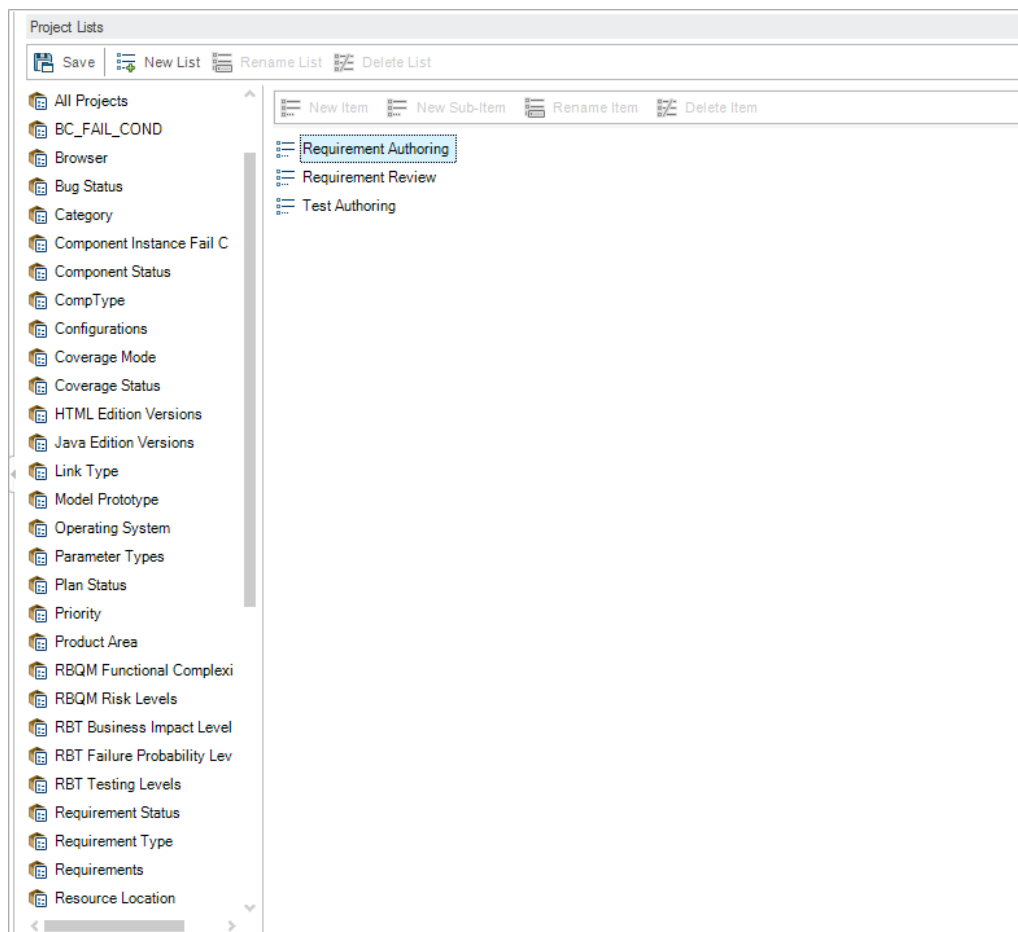 Project Lists
Save New List Rename List Delete List
All Projects
BC_FAIL_COND
Browser
Bug Status
Category
Component Instance Fail C
Component Status
CompType
Configurations
Coverage Mode
Coverage Status
HTML Edition Versions
Java Edition Versions
Link Type
Model Prototype
Operating System
Parameter Types
Plan Status
Priority
Product Area
RBQM Functional Complexi
RBQM Risk Levels
RBT Business Impact Level
RBT Failure Probability Lev
RBT Testing Levels
Requirement Status
Requirement Type
Requirements
Resource Location
New Item New Sub-Item Rename Item Delete Item
Requirement Authoring
Requirement Review
Test Authoring